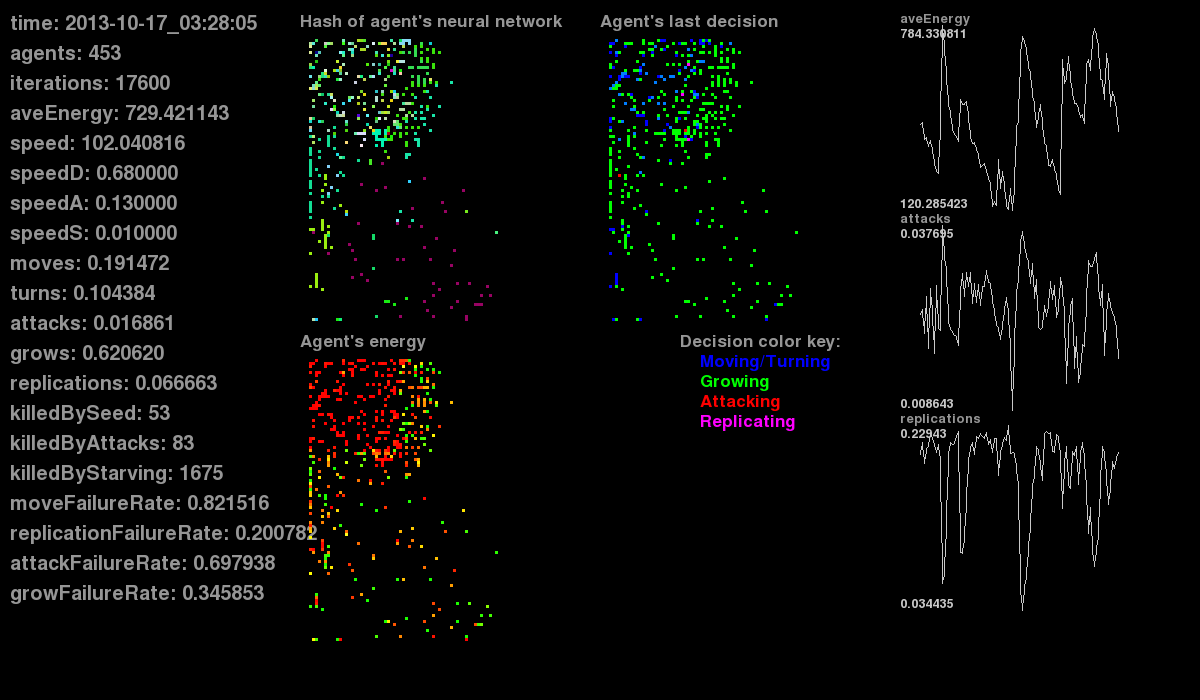 time: 2013-10-17_03:28:05
agents: 453
iterations: 17600
aveEnergy: 729.421143
speed: 102.040816
speedD: 0.680000
speedA: 0.130000
speedS: 0.010000
moves: 0.191472
turns: 0.104384
attacks: 0.016861
grows: 0.620620
replications: 0.066663
killedBySeed: 53
killedByAttacks: 83
killedByStarving: 1675
moveFailureRate: 0.821516
replicationFailureRate: 0.200782
attackFailureRate: 0.697938
growFailureRate: 0.345853
Hash of agent's neural network
Agent's last decision
Agent's energy
Decision color key:
Moving/Turning
Growing
Attacking
Replicating
aveEnergy
784.330811
120.285423
attacks
0.037695
0.008643
replications
0.22943
0.034435